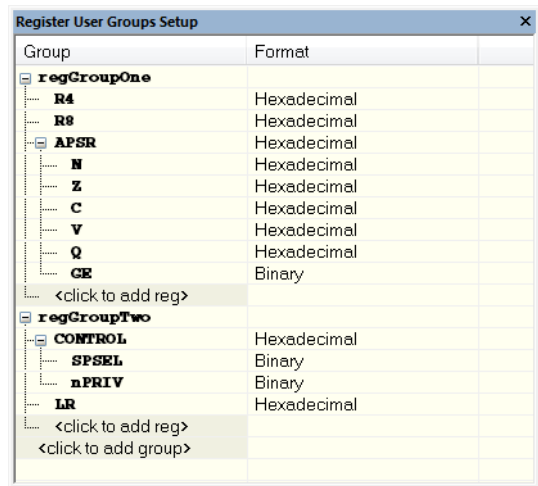 Register User Groups Setup
Group Format
regGroupOne
R4 Hexadecimal
R8 Hexadecimal
APSR Hexadecimal
N Hexadecimal
Z Hexadecimal
C Hexadecimal
V Hexadecimal
Q Hexadecimal
GE Binary
<click to add reg>
regGroupTwo
CONTROL Hexadecimal
SPSEL Binary
nPRIV Binary
LR Hexadecimal
<click to add reg>
<click to add group>